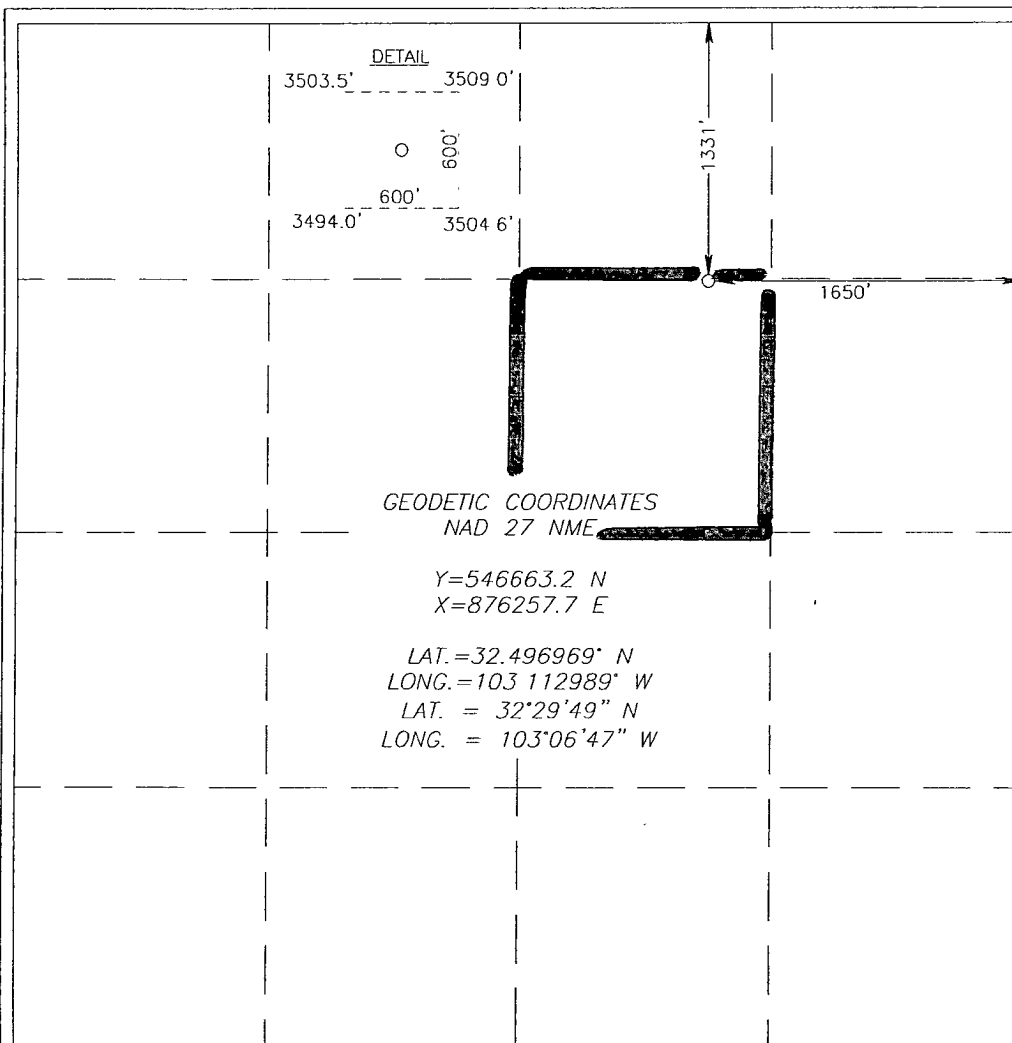 DETAIL
3503.5' 3509 0'
600'
600'
3494.0' 3504 6'
1331'
1650'
GEODETIC COORDINATES
NAD 27 NME
Y=546663.2 N
X=876257.7 E
LAT.=32.496969° N
LONG.=103 112989° W
LAT. = 32°29'49" N
LONG. = 103°06'47" W